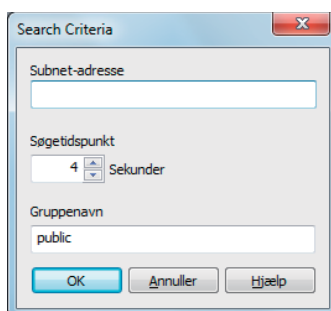 Search Criteria
Subnet-adresse
Søgetidspunkt
4 Sekunder
Gruppenavn
public
OK Annuller Hjælp